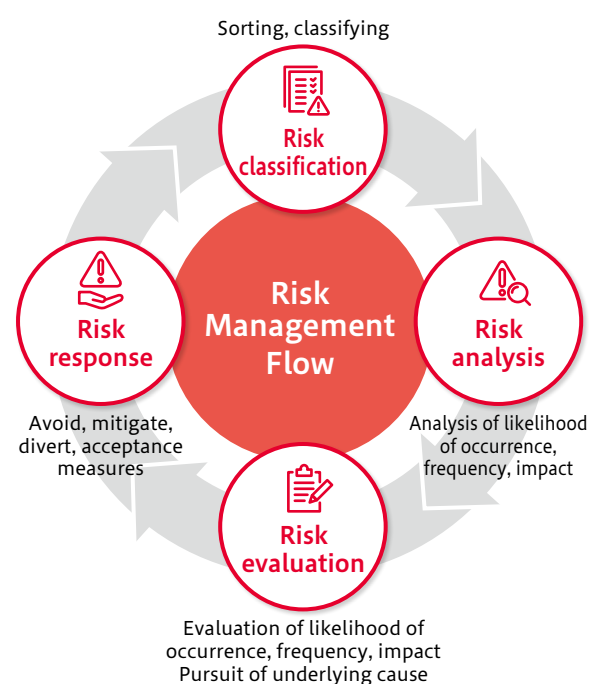 Sorting, classifying
Risk
classification
Risk
Management
Flow
Risk
analysis
Analysis of likelihood
of occurrence,
frequency, impact
Risk
evaluation
Evaluation of likelihood of
occurrence, frequency, impact
Pursuit of underlying cause
Risk
response
Avoid, mitigate,
divert, acceptance
measures